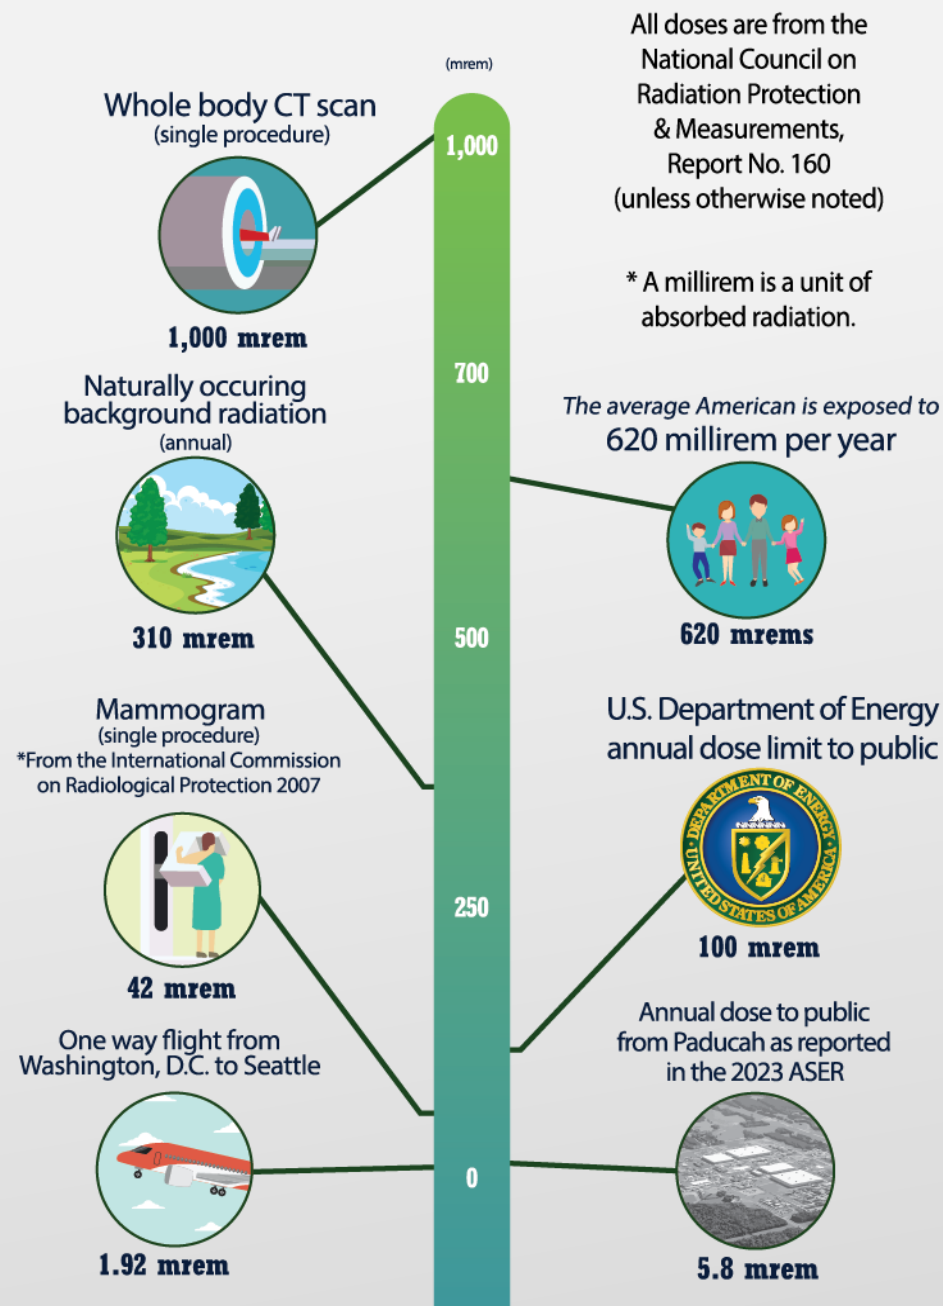 (mrem)
All doses are from the
National Council on
Radiation Protection
& Measurements,
Report No. 160
(unless otherwise noted)
* A millirem is a unit of
absorbed radiation.
Whole body CT scan
(single procedure)
1,000 mrem
Naturally occuring
background radiation
(annual)
310 mrem
Mammogram
(single procedure)
*From the International Commission
on Radiological Protection 2007
42 mrem
One way flight from
Washington, D.C. to Seattle
1.92 mrem
1,000
700
500
250
0
The average American is exposed to
620 millirem per year
620 mrems
U.S. Department of Energy
annual dose limit to public
DEPARTMENT OF ENERGY
UNITED STATES OF AMERICA
100 mrem
Annual dose to public
from Paducah as reported
in the 2023 ASER
5.8 mrem